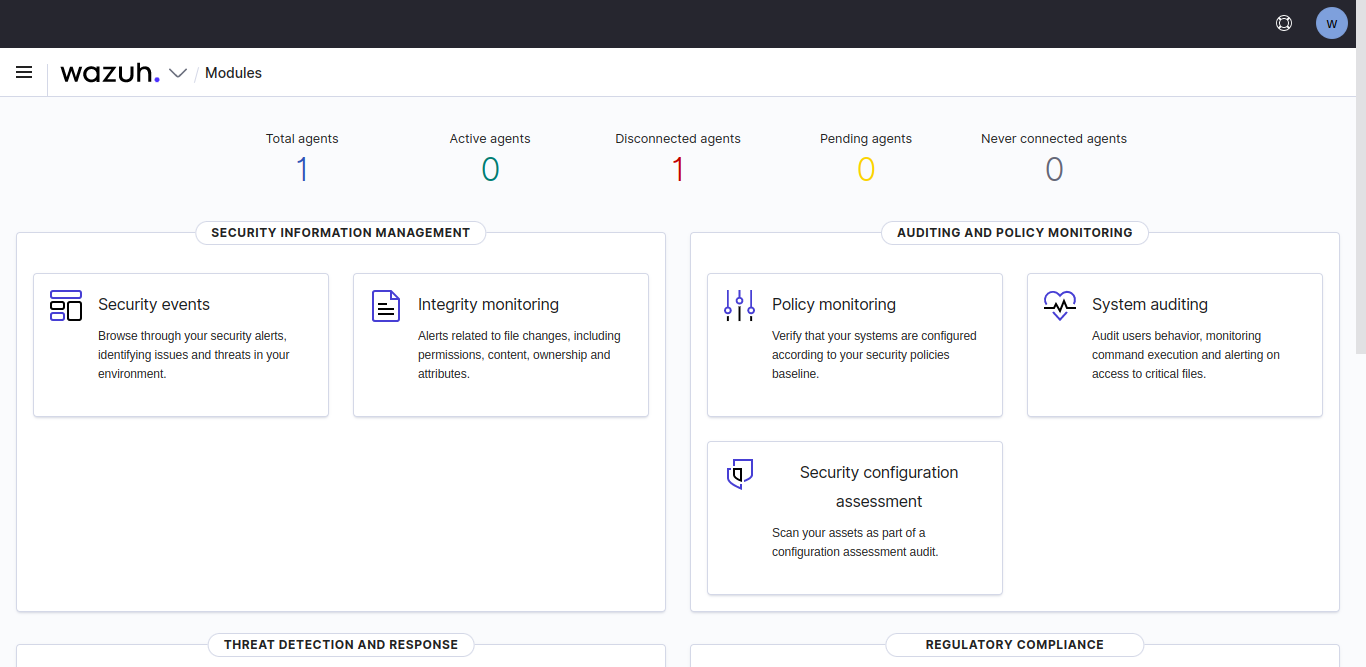 w
wazuh. / Modules
Total agents
1
Active agents
0
Disconnected agents
1
Pending agents
0
Never connected agents
0
SECURITY INFORMATION MANAGEMENT
Security events
Browse through your security alerts,
identifying issues and threats in your
environment.
Integrity monitoring
Alerts related to file changes, including
permissions, content, ownership and
attributes.
AUDITING AND POLICY MONITORING
Policy monitoring
Verify that your systems are configured
according to your security policies
baseline.
System auditing
Audit users behavior, monitoring
command execution and alerting on
access to critical files.
Security configuration
assessment
Scan your assets as part of a
configuration assessment audit.
THREAT DETECTION AND RESPONSE
REGULATORY COMPLIANCE